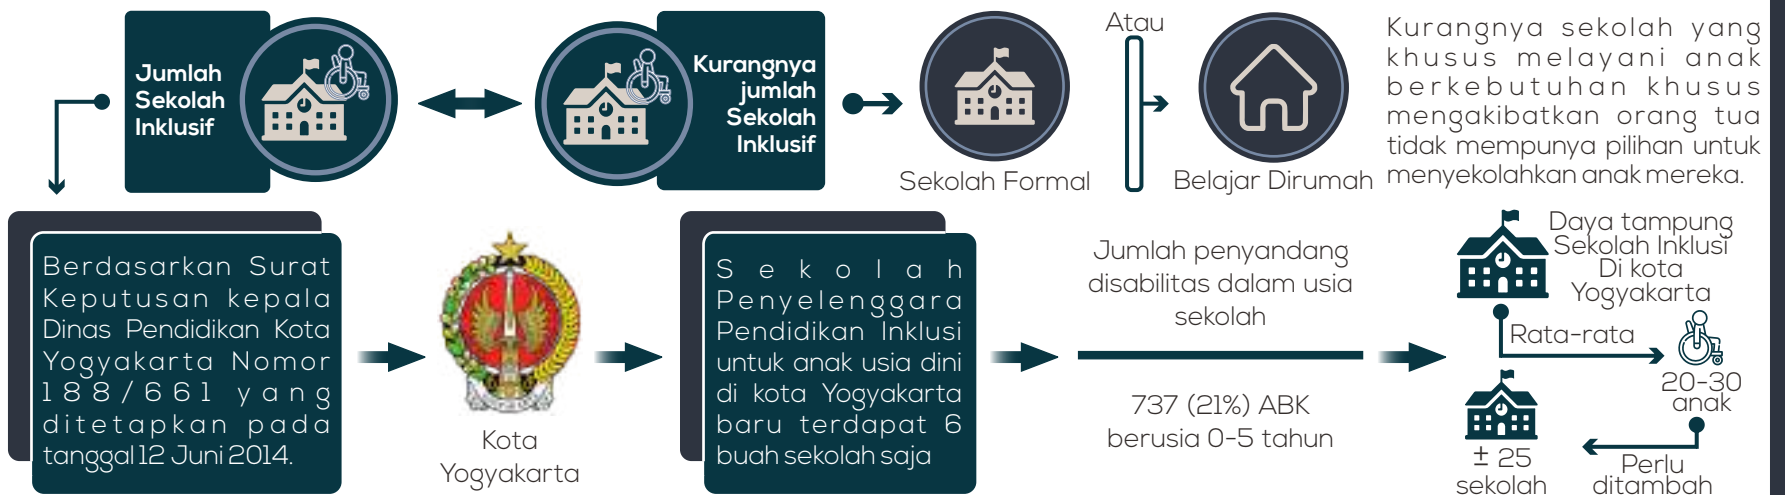 Jumlah
Sekolah
Inklusif
Kurangnya
jumlah
Sekolah
Inklusif
Sekolah Formal
Atau
Belajar Dirumah
Kurangnya sekolah yang
khusus melayani anak
berkebutuhan khusus
mengakibatkan orang tua
tidak mempunya pilihan untuk
menyekolahkan anak mereka.
Berdasarkan Surat
Keputusan kepala
Dinas Pendidikan Kota
Yogyakarta Nomor
188/661 yang
ditetapkan pada
tanggal 12 Juni 2014.
Kota
Yogyakarta
Sekolah
Penyelenggara
Pendidikan Inklusi
untuk anak usia dini
di kota Yogyakarta
baru terdapat 6
buah sekolah saja
Jumlah penyandang
disabilitas dalam usia
sekolah
737 (21%) ABK
berusia 0-5 tahun
Daya tampung
Sekolah Inklusi
Di kota
Yogyakarta
Rata-rata
20-30
anak
Perlu
ditambah
± 25
sekolah